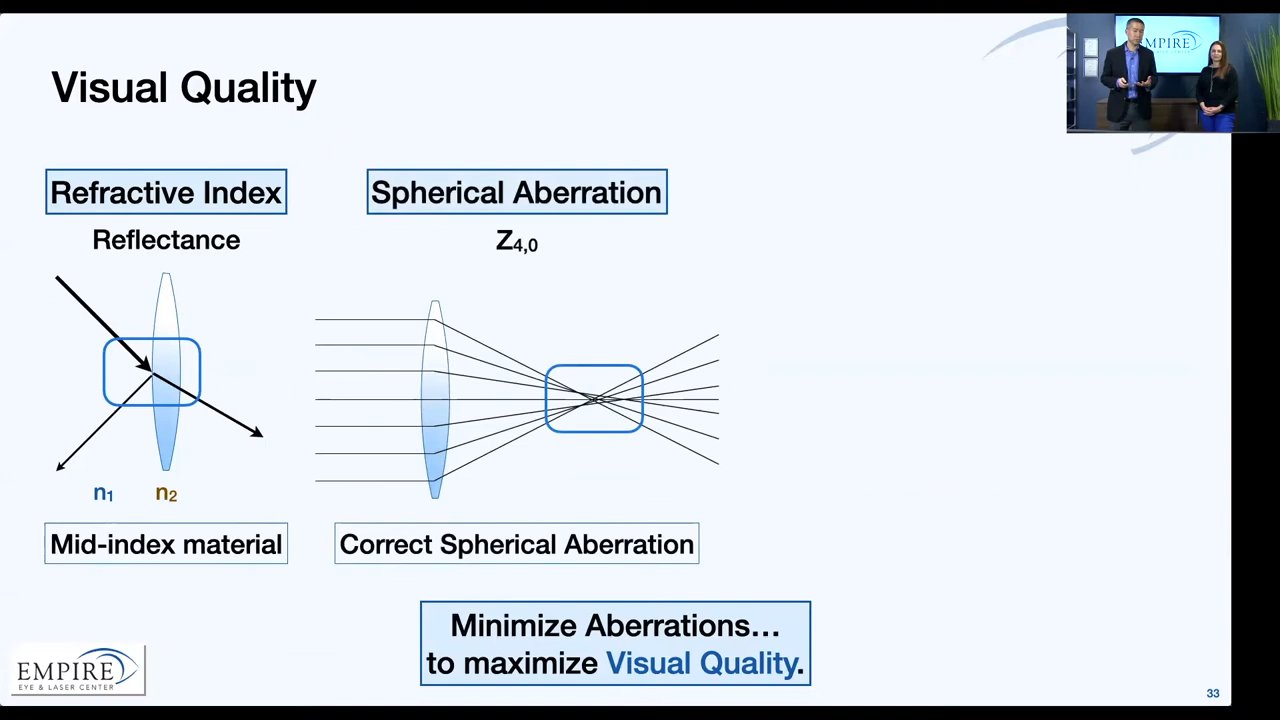 Visual Quality
EMPIRE
Refractive Index
Spherical Aberration
Reflectance
Z4,0
n1
n2
Mid-index material
Correct Spherical Aberration
Minimize Aberrations…
to maximize Visual Quality.
EMPIRE
EYE & LASER CENTER
33